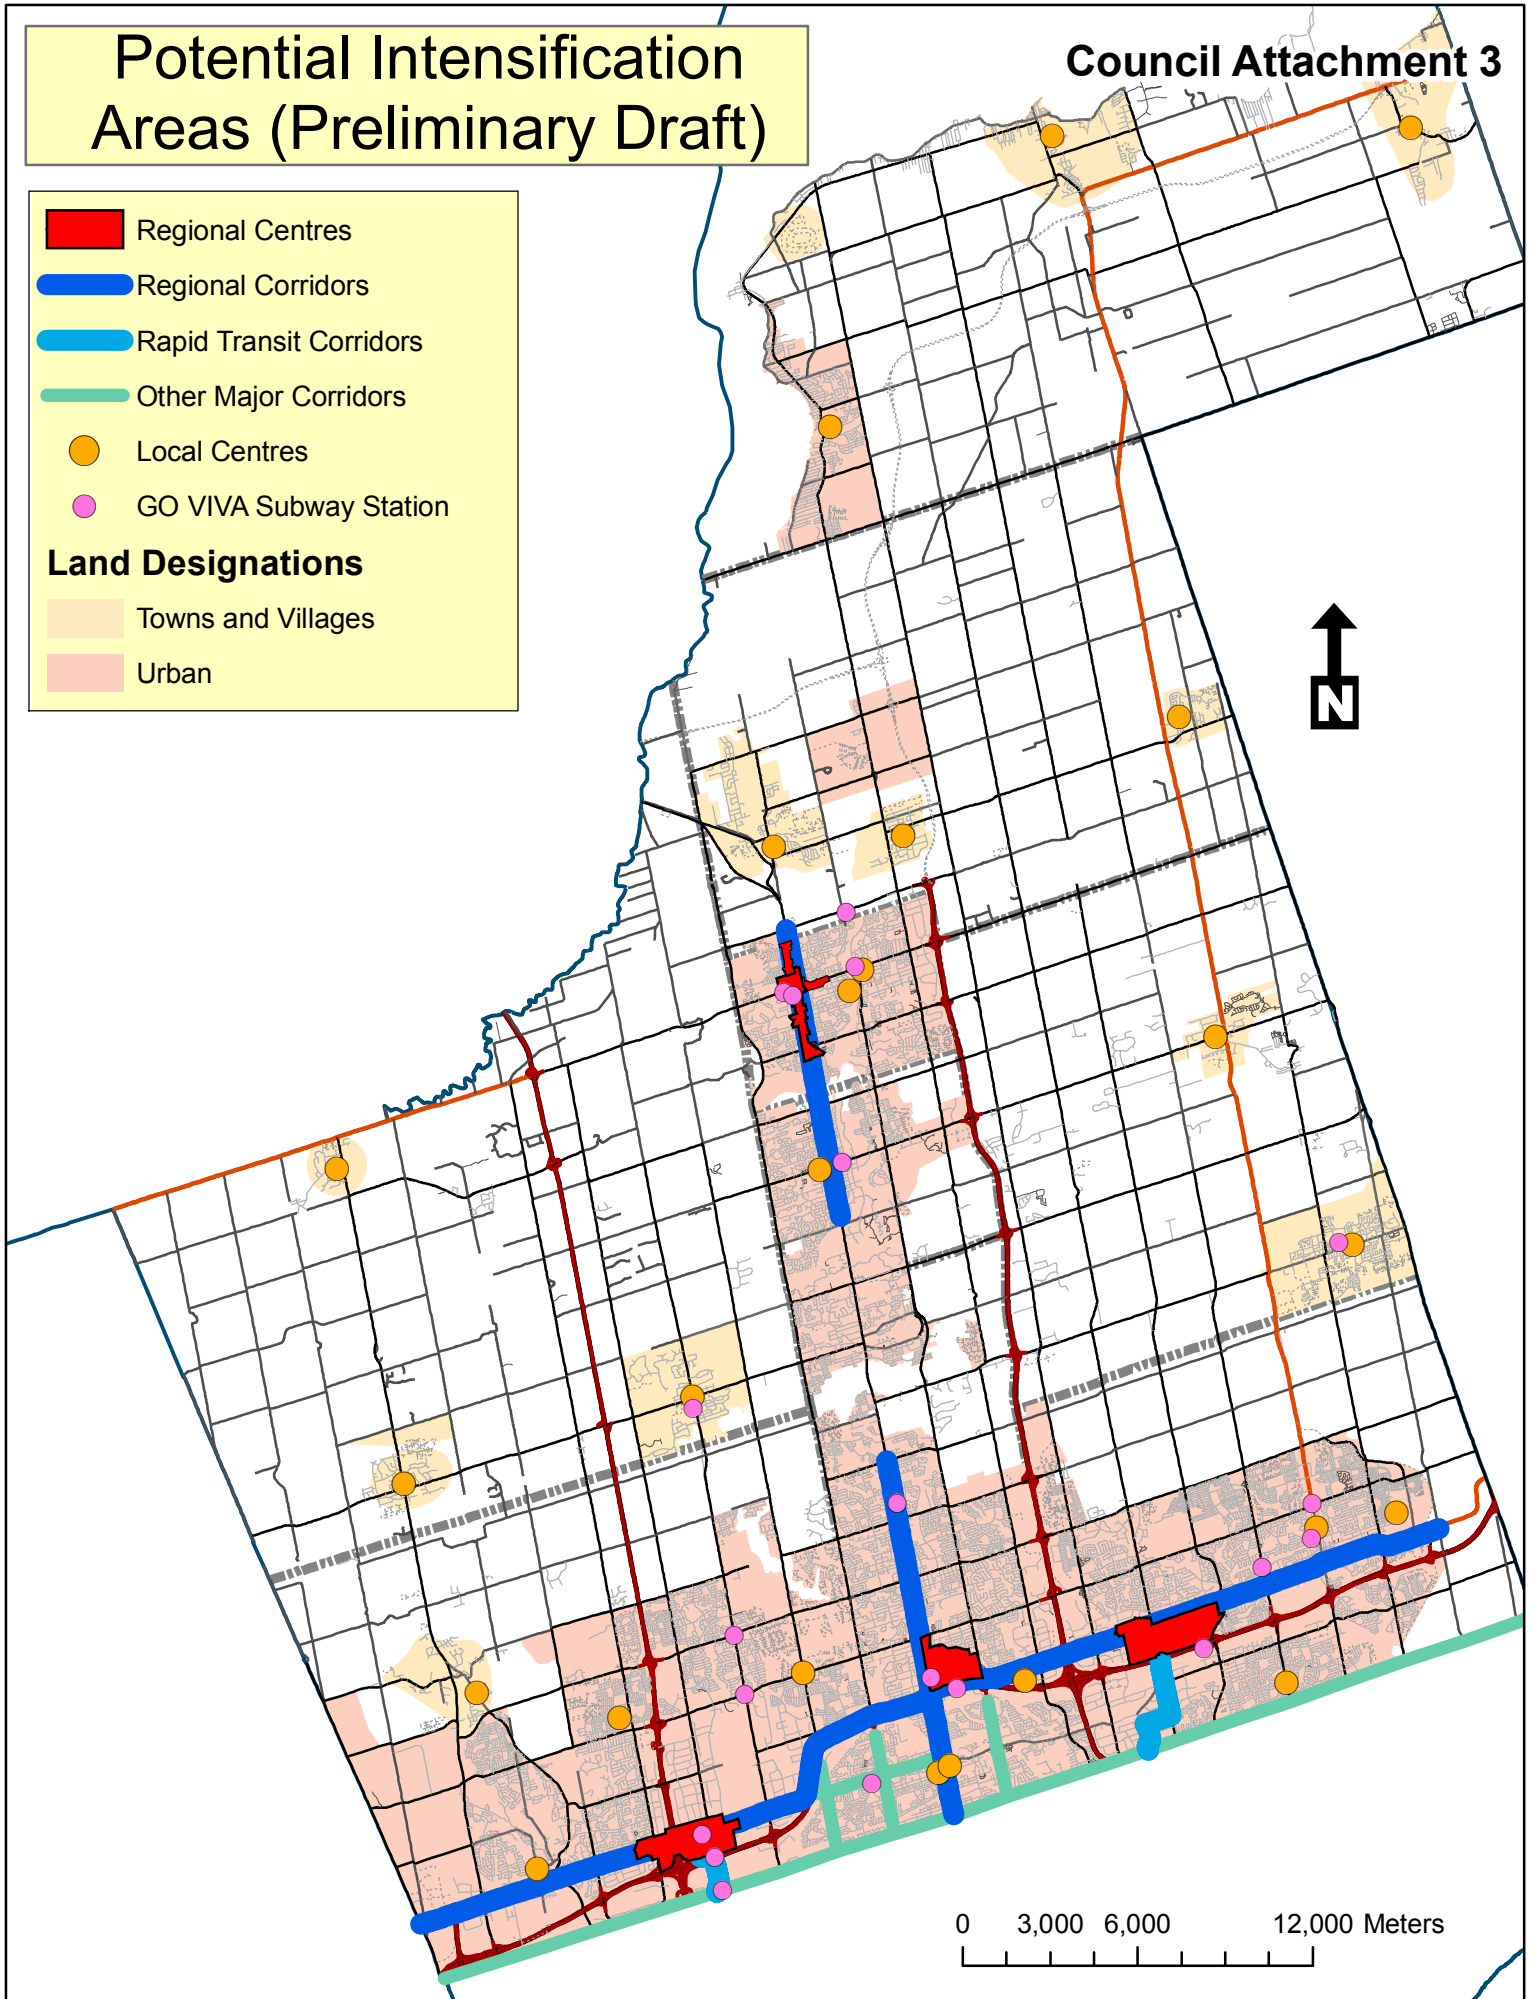 Potential Intensification
Areas (Preliminary Draft)
Council Attachment 3
Regional Centres
Regional Corridors
Rapid Transit Corridors
Other Major Corridors
Local Centres
GO VIVA Subway Station
Land Designations
Towns and Villages
Urban
N
0 3,000 6,000 12,000 Meters